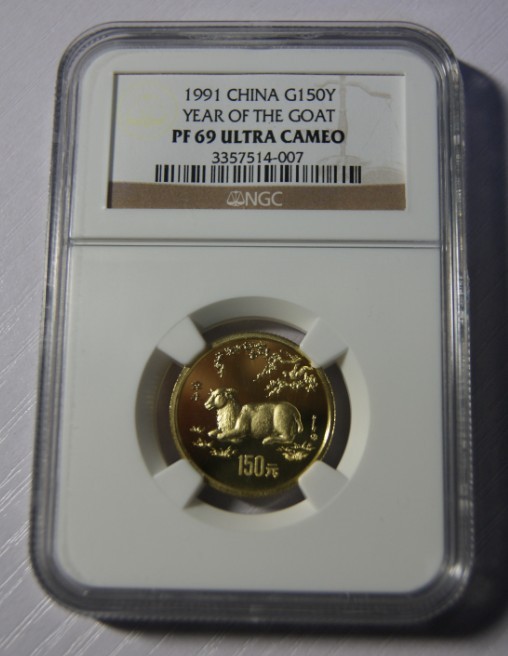 1991 CHINA G150Y
YEAR OF THE GOAT
PF 69 ULTRA CAMEO
3357514-007
NGC
150元